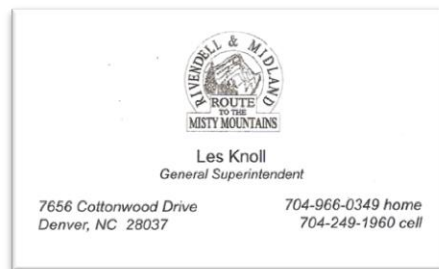 RIVENDELL & MIDLAND
ROUTE
TO THE
MISTY MOUNTAINS
Les Knoll
General Superintendent
7656 Cottonwood Drive
Denver, NC 28037
704-966-0349 home
704-249-1960 cell